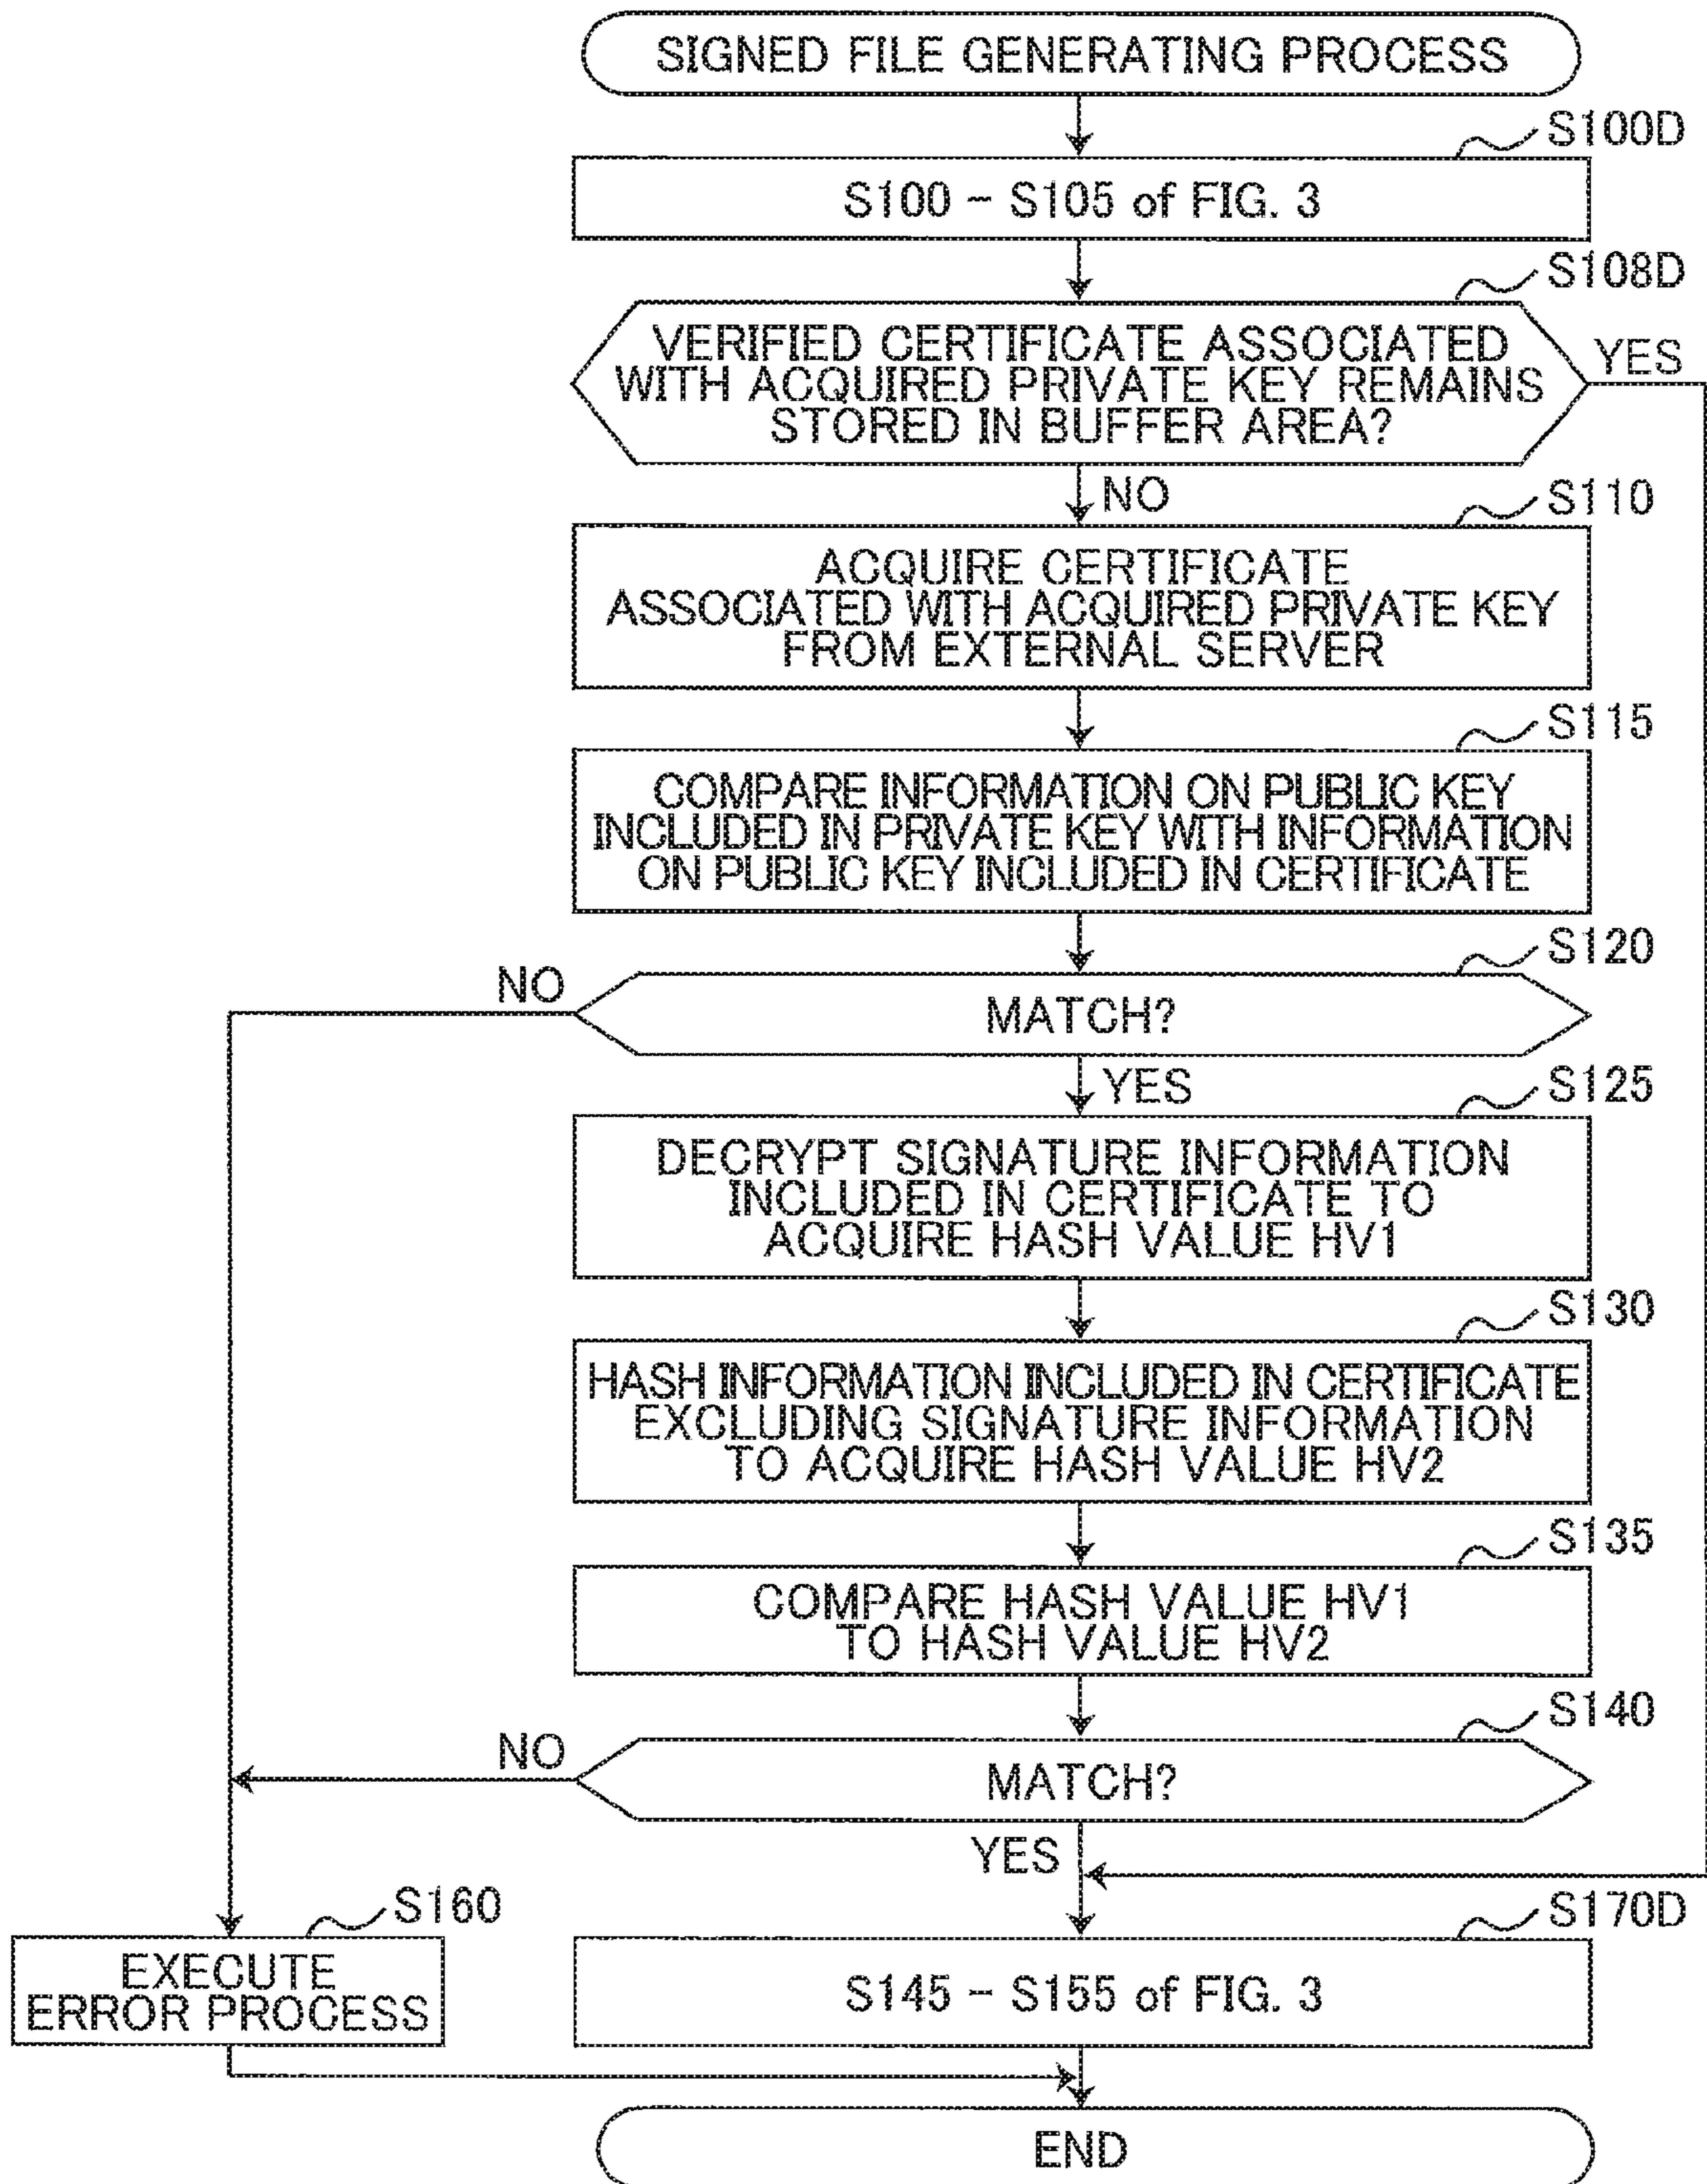 SIGNED FILE GENERATING PROCESS
S100D
S100 – S105 of FIG. 3
S108D
VERIFIED CERTIFICATE ASSOCIATED
WITH ACQUIRED PRIVATE KEY REMAINS
STORED IN BUFFER AREA?
YES
NO
S110
ACQUIRE CERTIFICATE
ASSOCIATED WITH ACQUIRED PRIVATE KEY
FROM EXTERNAL SERVER
S115
COMPARE INFORMATION ON PUBLIC KEY
INCLUDED IN PRIVATE KEY WITH INFORMATION
ON PUBLIC KEY INCLUDED IN CERTIFICATE
S120
NO
MATCH?
YES
S125
DECRYPT SIGNATURE INFORMATION
INCLUDED IN CERTIFICATE TO
ACQUIRE HASH VALUE HV1
S130
HASH INFORMATION INCLUDED IN CERTIFICATE
EXCLUDING SIGNATURE INFORMATION
TO ACQUIRE HASH VALUE HV2
S135
COMPARE HASH VALUE HV1
TO HASH VALUE HV2
S140
NO
MATCH?
YES
S160
EXECUTE
ERROR PROCESS
S170D
S145 – S155 of FIG. 3
END